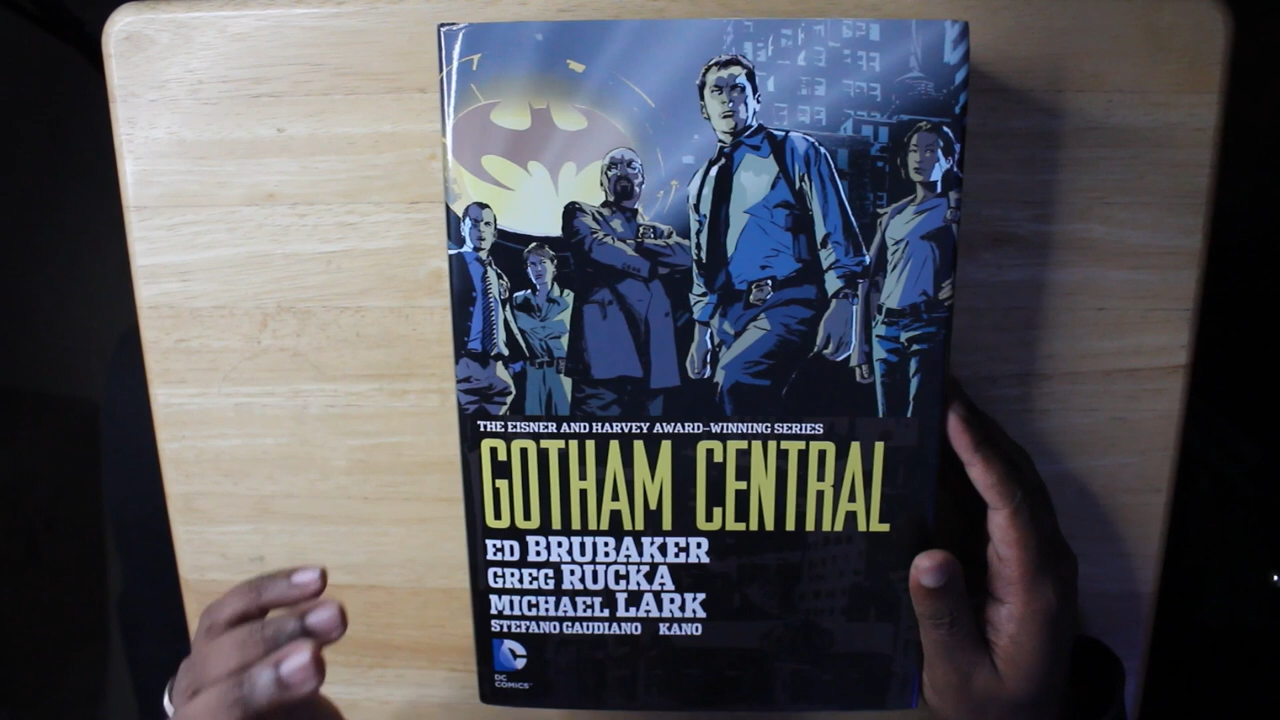 THE EISNER AND HARVEY AWARD-WINNING SERIES
GOTHAM CENTRAL
ED BRUBAKER
GREG RUCKA
MICHAEL LARK
STEFANO GAUDIANO KANO
DC
COMICS™